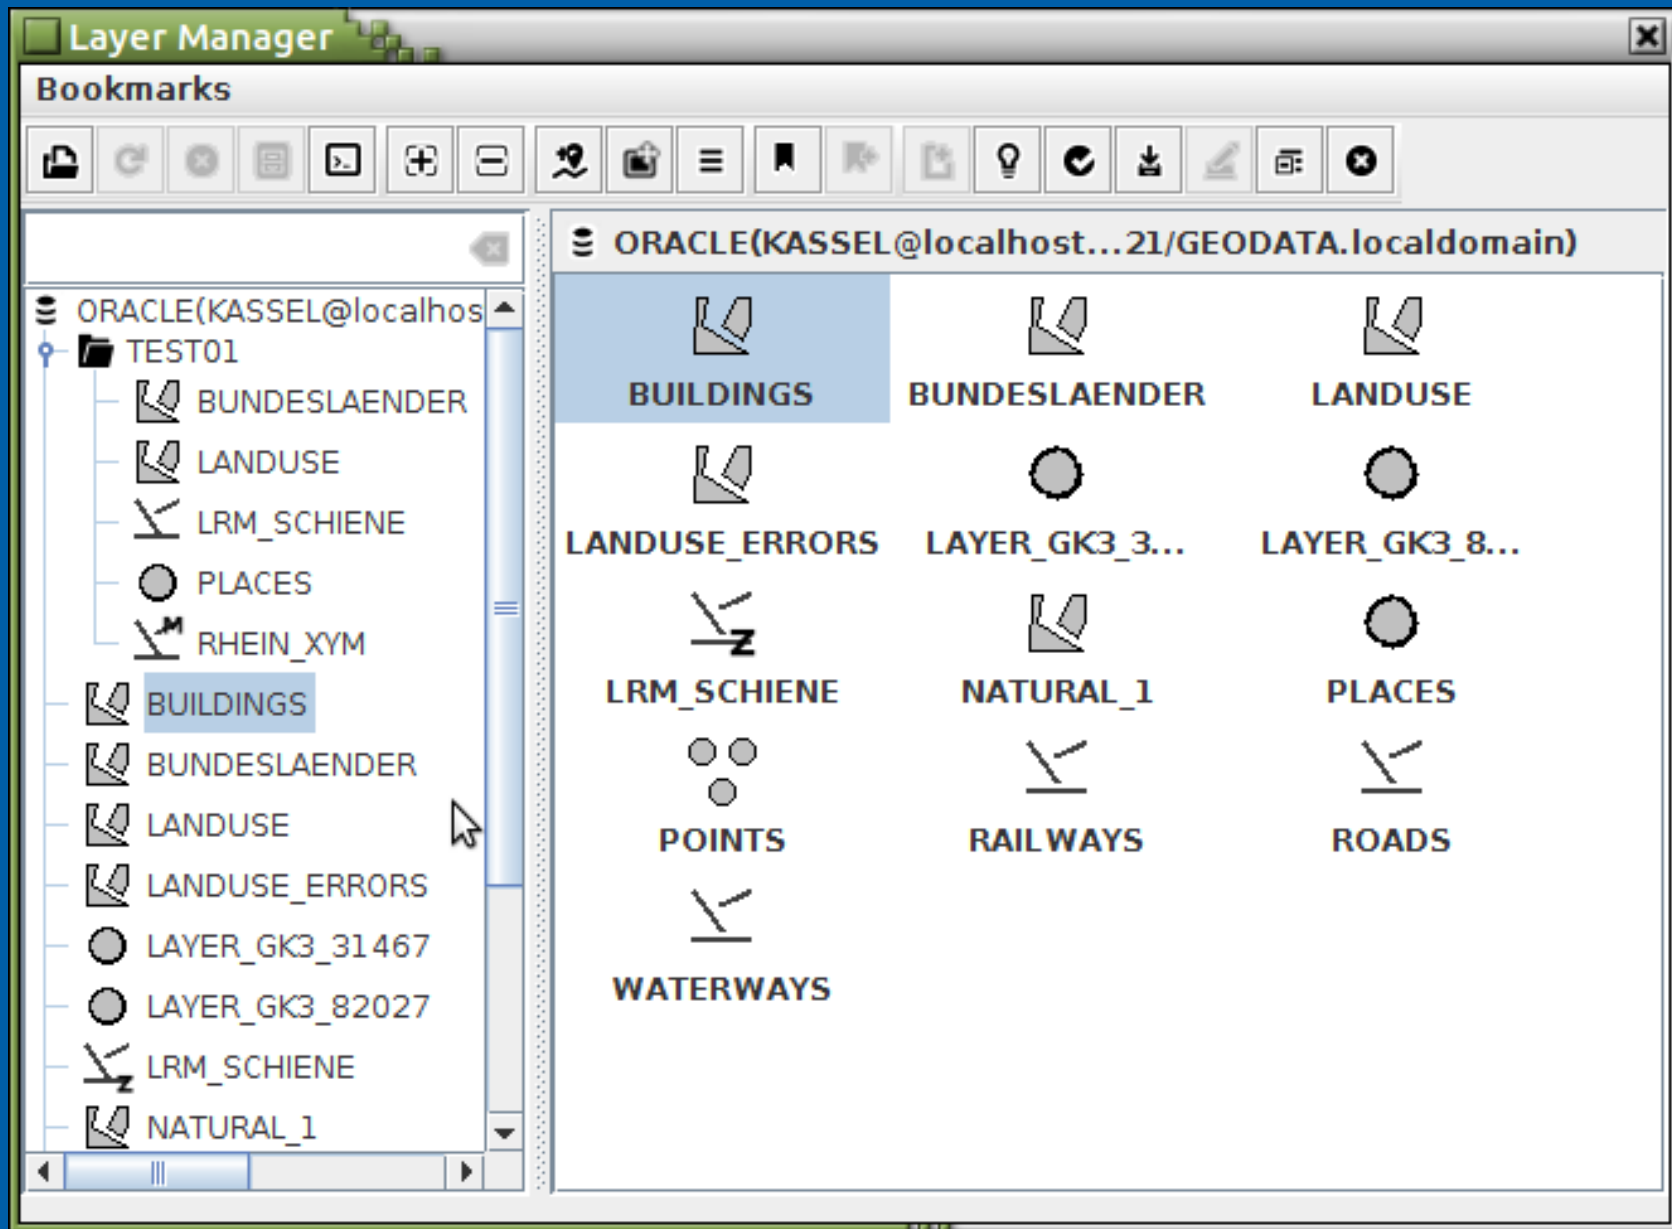 Layer Manager
Bookmarks
ORACLE(KASSEL@localhos
TEST01
BUNDESLAENDER
LANDUSE
LRM_SCHIENE
PLACES
M
RHEIN_XYM
BUILDINGS
BUNDESLAENDER
LANDUSE
LANDUSE_ERRORS
LAYER_GK3_31467
LAYER_GK3_82027
LRM_SCHIENE
Z
NATURAL_1
ORACLE(KASSEL@localhost...21/GEODATA.localdomain)
BUILDINGS BUNDESLAENDER LANDUSE
LANDUSE_ERRORS LAYER_GK3_3... LAYER_GK3_8...
Z
LRM_SCHIENE NATURAL_1 PLACES
POINTS RAILWAYS ROADS
WATERWAYS